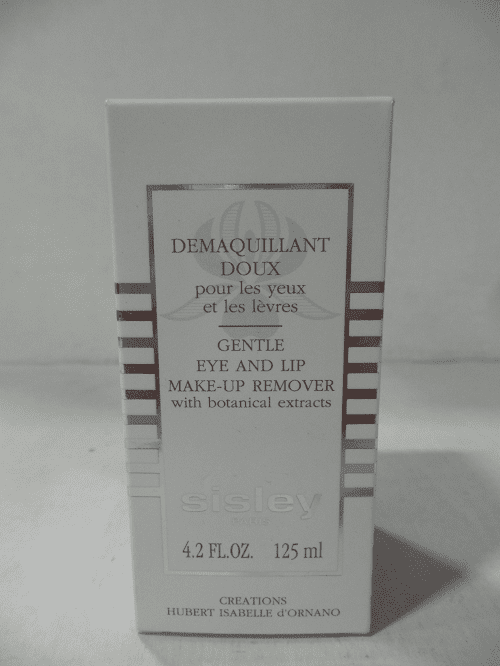 DEMAQUILLANT
DOUX
pour les yeux
et les lèvres
GENTLE
EYE AND LIP
MAKE-UP REMOVER
with botanical extracts
sisley
PARIS
4.2 FL.OZ. 125 ml
CREATIONS
HUBERT ISABELLE d'ORNANO